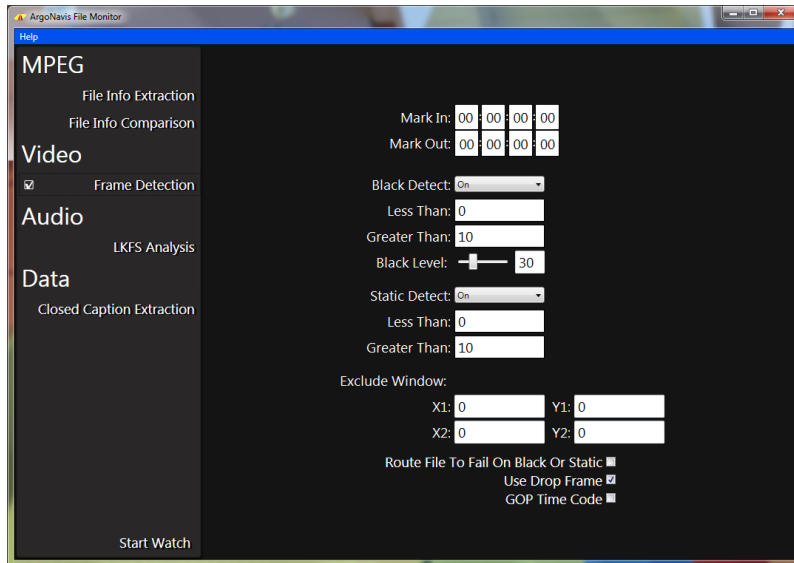 ArgoNavis File Monitor
Help
MPEG
File Info Extraction
File Info Comparison
Video
Frame Detection
Audio
LKFS Analysis
Data
Closed Caption Extraction
Start Watch
Mark In: 00 : 00 : 00 : 00
Mark Out: 00 : 00 : 00 : 00
Black Detect: On
Less Than: 0
Greater Than: 10
Black Level: 30
Static Detect: On
Less Than: 0
Greater Than: 10
Exclude Window:
X1: 0 Y1: 0
X2: 0 Y2: 0
Route File To Fail On Black Or Static
Use Drop Frame
GOP Time Code